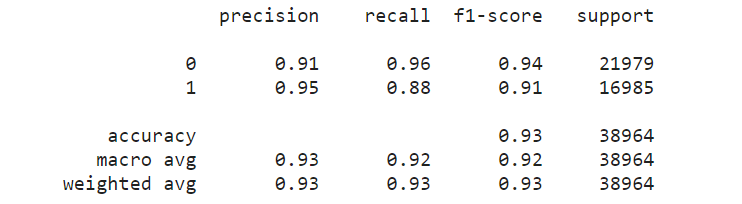 precision recall f1-score support
0 0.91 0.96 0.94 21979
1 0.95 0.88 0.91 16985
accuracy 0.93 38964
macro avg 0.93 0.92 0.92 38964
weighted avg 0.93 0.93 0.93 38964